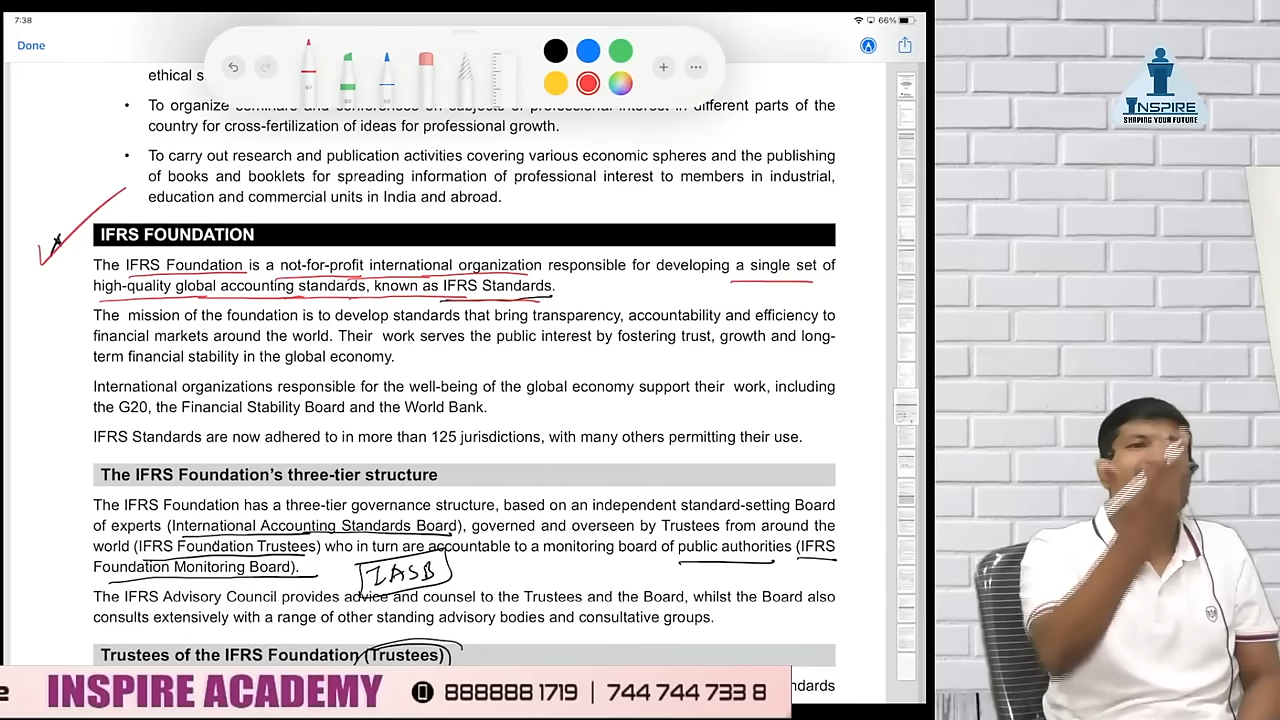 7:38
66%
Done
ethical s
• To organize different parts of the
country cross-fertilization of ideas for professional growth.
• To carry out research and publication activities covering various economic spheres and the publishing
of books and booklets for spreading information of professional interest to members in industrial,
education and commercial units in India and abroad.
IFRS FOUNDATION
The IFRS Foundation is a not-for-profit international organization responsible for developing a single set of
high-quality global accounting standards, known as IFRS Standards.
The mission of the foundation is to develop standards that bring transparency, accountability and efficiency to
financial markets around the world. Their work serves the public interest by fostering trust, growth and long-
term financial stability in the global economy.
International organizations responsible for the well-being of the global economy support their work, including
the G20, the Financial Stability Board and the World Bank.
IFRS Standards are now adhered to in more than 125 jurisdictions, with many others permitting their use.
The IFRS Foundation's three-tier structure
The IFRS Foundation has a three-tier governance structure, based on an independent standard-setting Board
of experts (International Accounting Standards Board), governed and overseen by Trustees from around the
world (IFRS Foundation Trustees) who in turn are accountable to a monitoring board of public authorities (IFRS
Foundation Monitoring Board).
IASB
The IFRS Advisory Council provides advice and counsel to the Trustees and the Board, whilst the Board also
consults extensively with a range of other standing advisory bodies and consultative groups.
Trustees of the IFRS Foundation (Trustees)
ndards
e INSPIRE ACADEMY 888888 1719 | 744 744 733 8
INSPIRE
SHAPING YOUR FUTURE